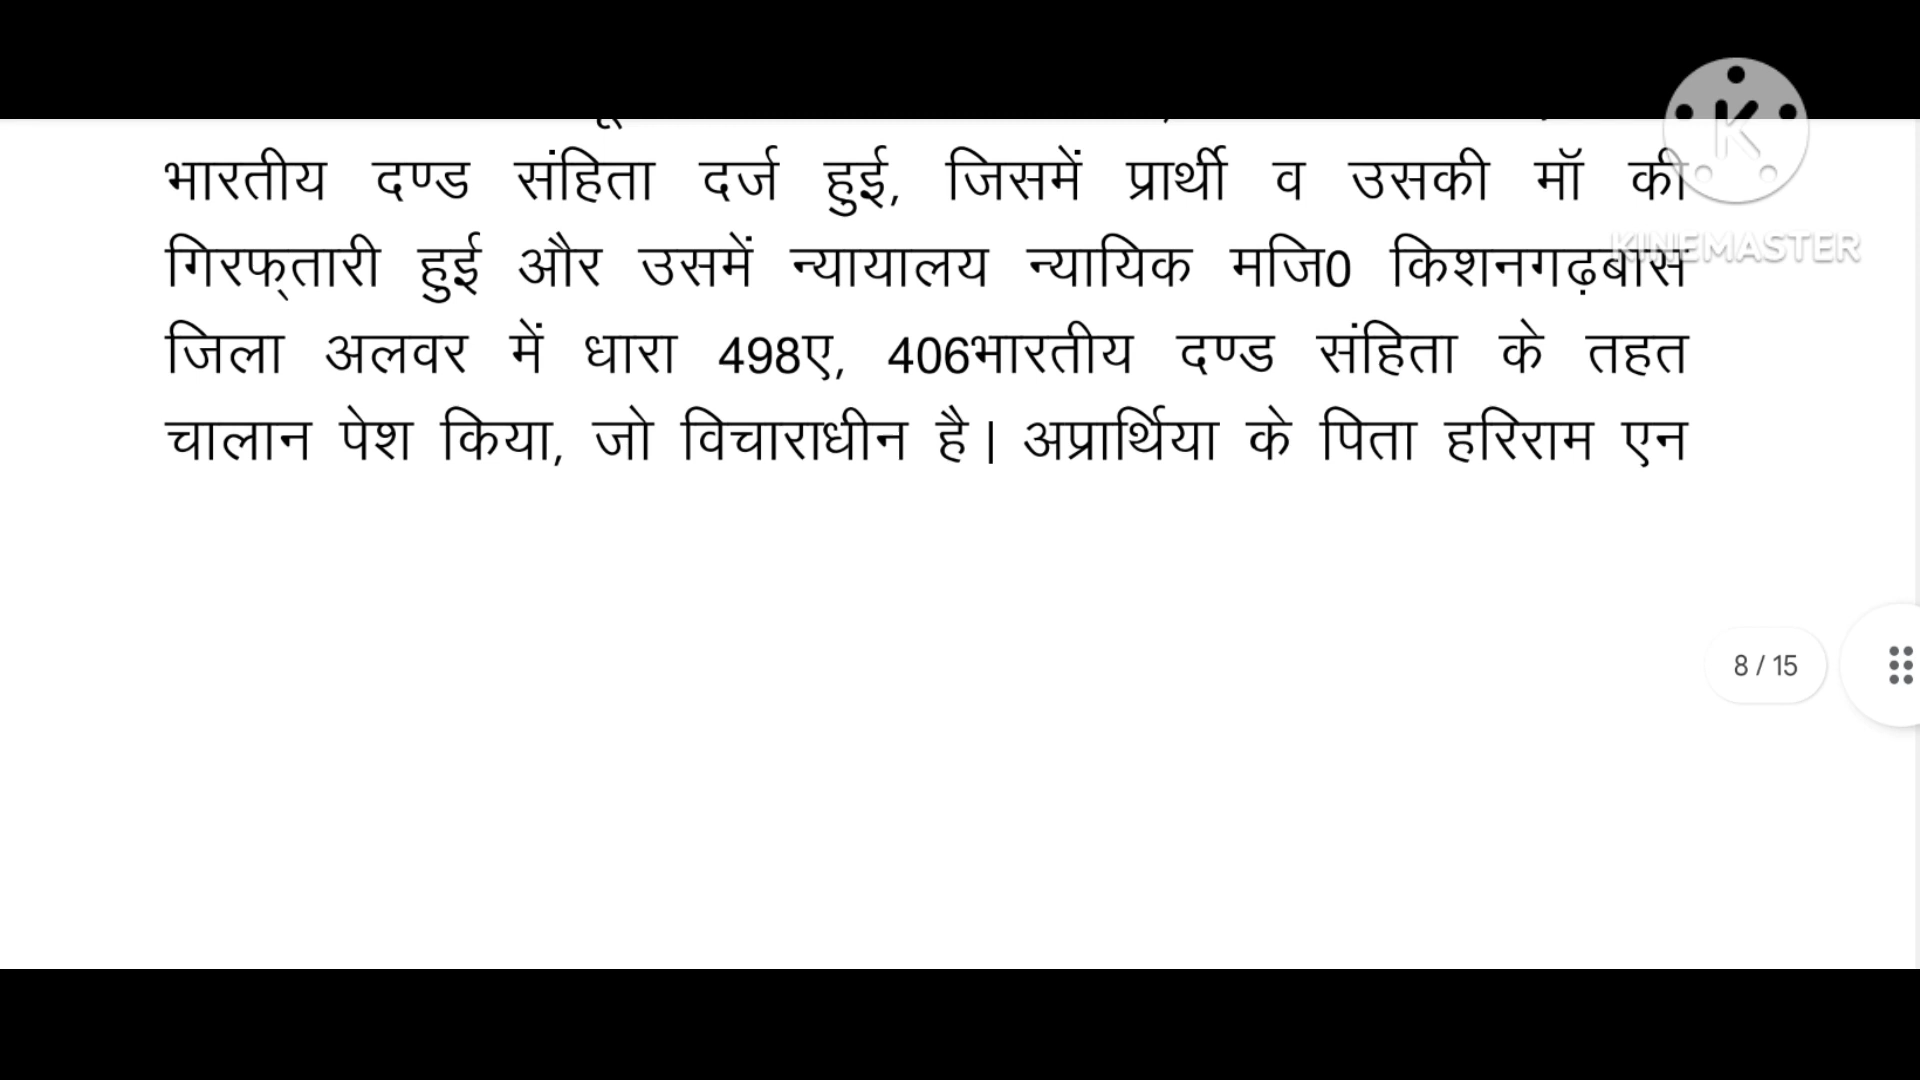 भारतीय दण्ड संहिता दर्ज हुई, जिसमें प्रार्थी व उसकी मॉ की
गिरफ्‌तारी हुई और उसमें न्यायालय न्यायिक मजि0 किशनगढ़बास
जिला अलवर में धारा 498ए, 406भारतीय दण्ड संहिता के तहत
चालान पेश किया, जो विचाराधीन है। अप्रार्थिया के पिता हरिराम एन
K
KINEMASTER
8 / 15